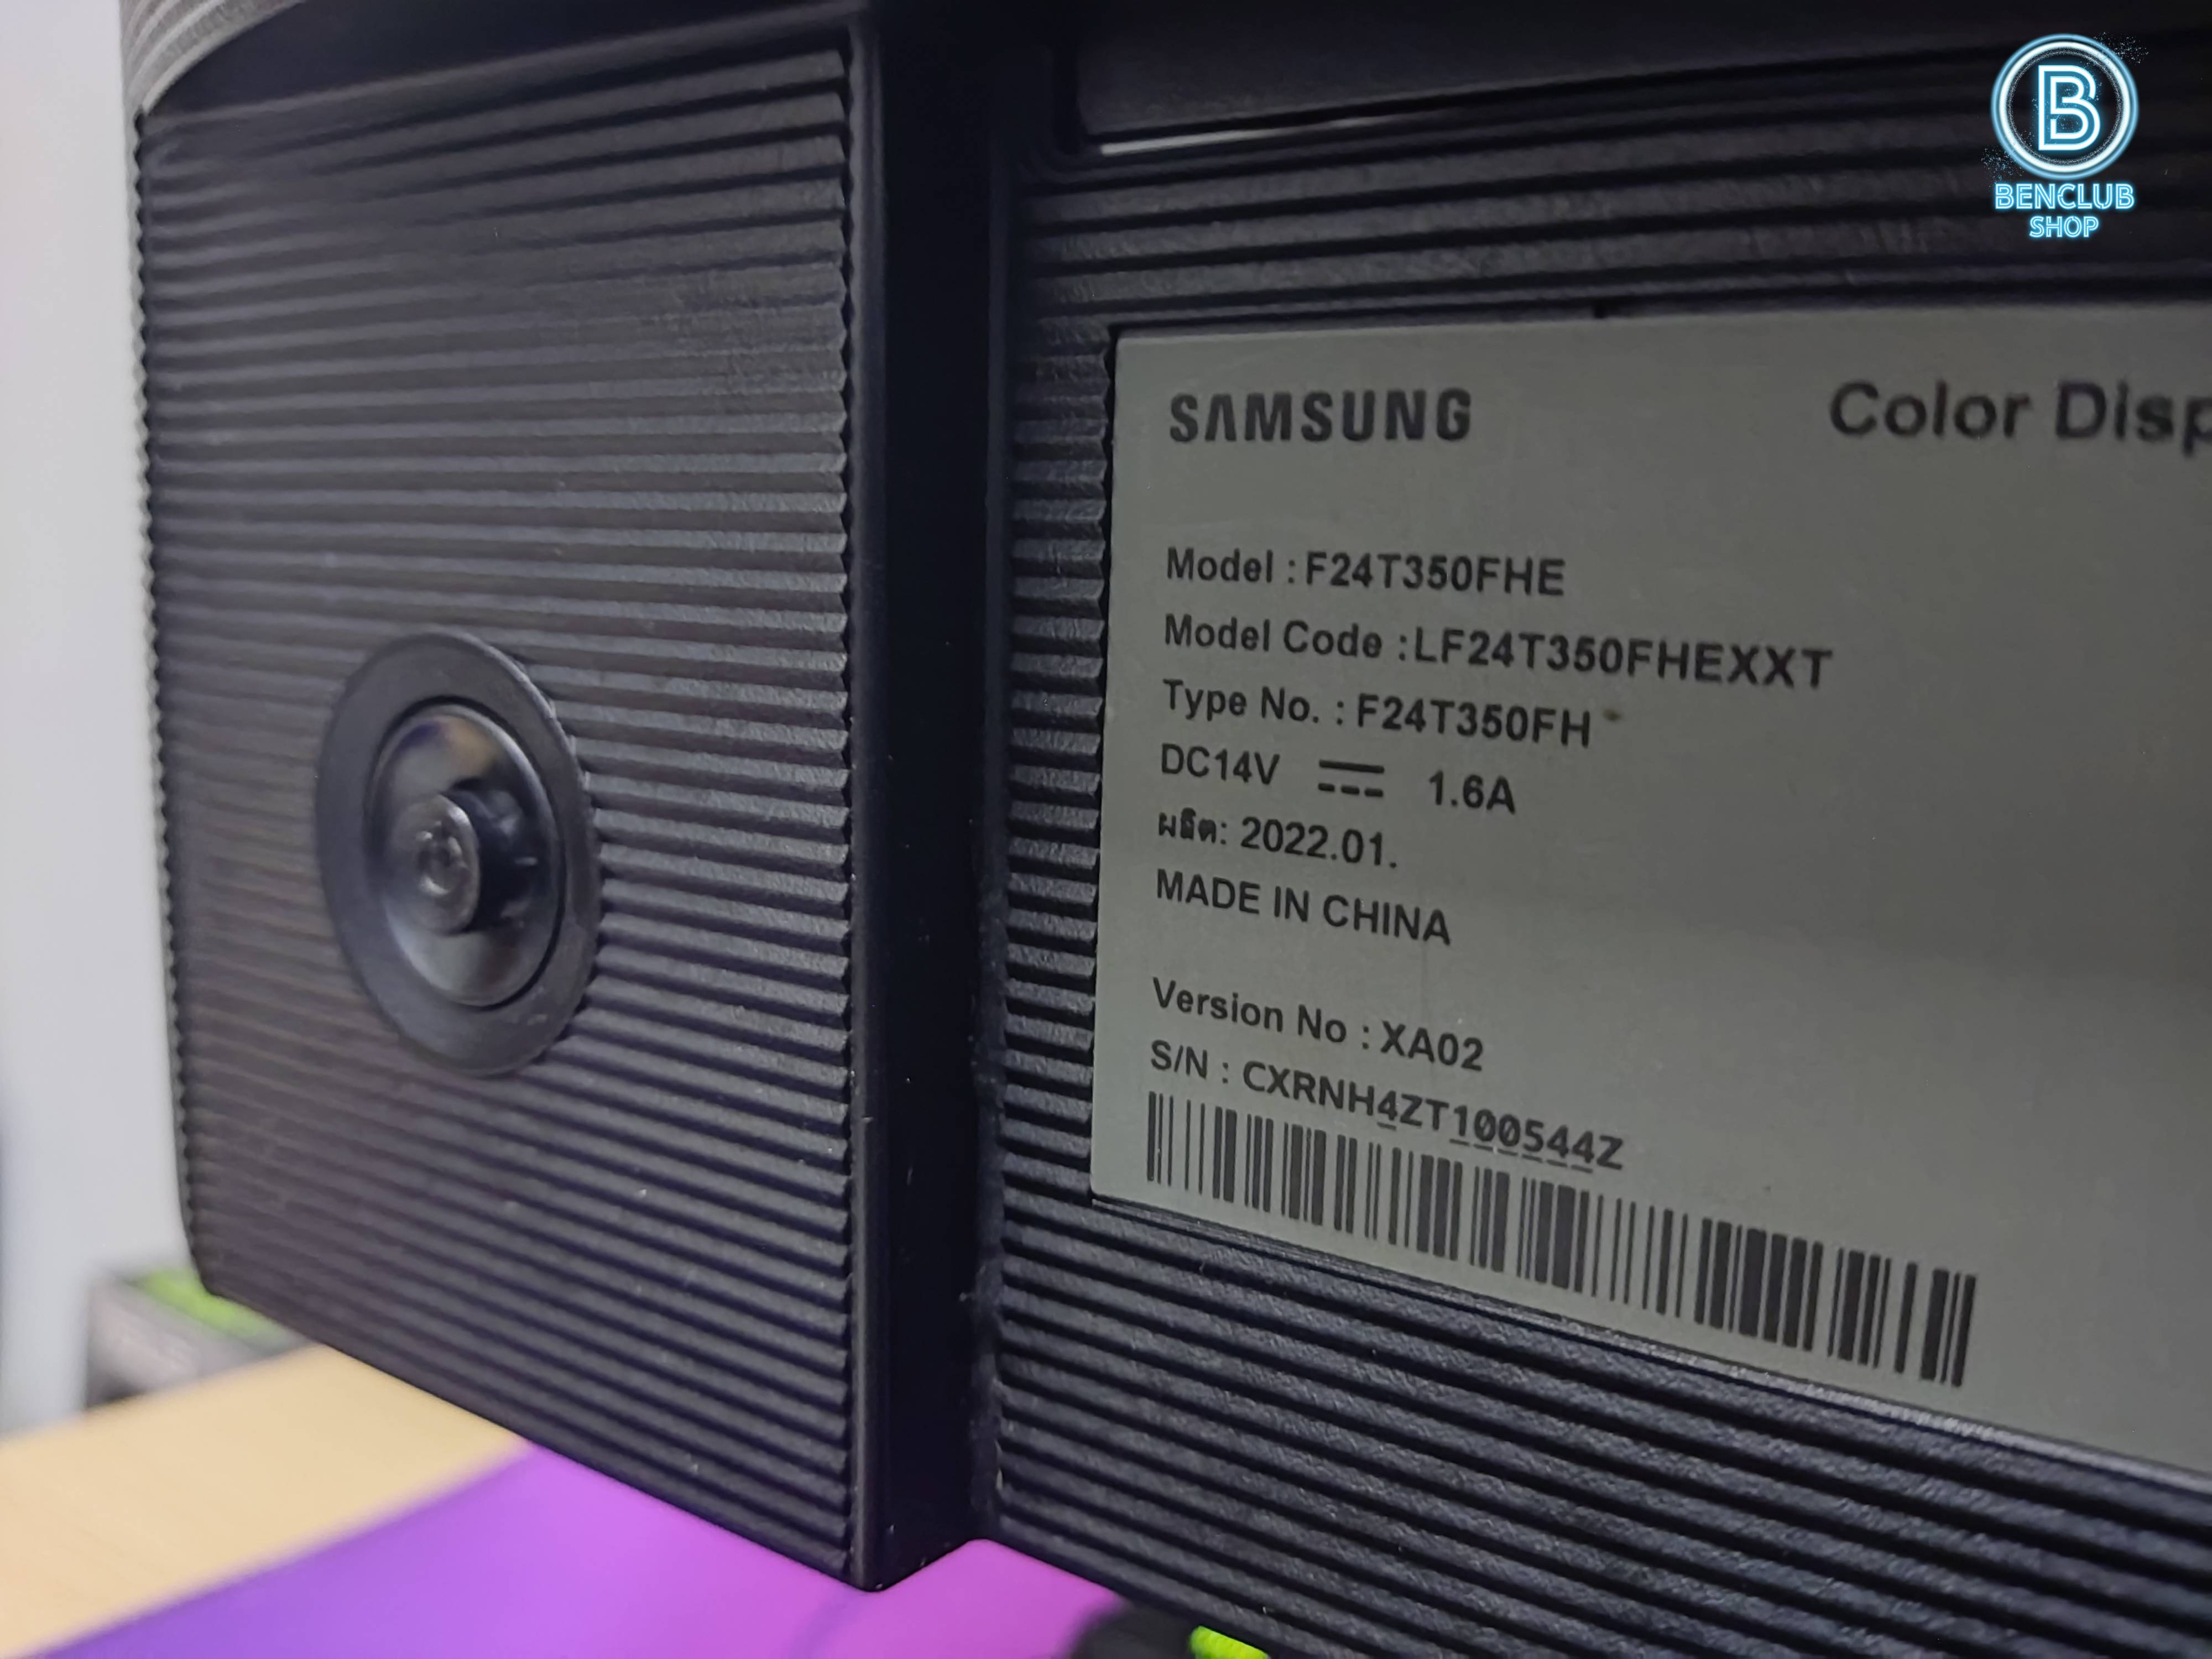 B
BENCLUB
SHOP
SAMSUNG
Color Disp
Model : F24T350FHE
Model Code : LF24T350FHEXXT
Type No. : F24T350FH
DC14V ⎓ 1.6A
ผลิต: 2022.01.
MADE IN CHINA
Version No : XA02
S/N : CXRNH4ZT100544Z